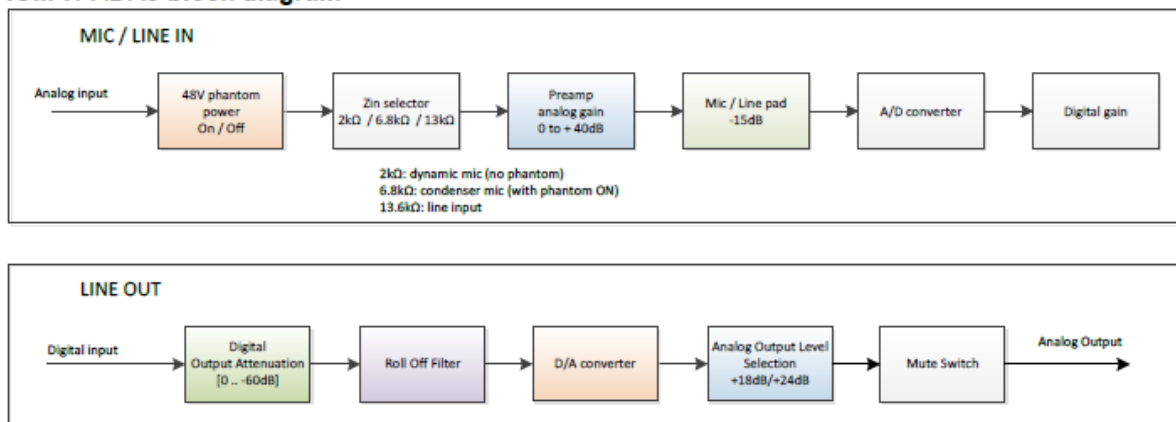 block diagram
MIC / LINE IN
Analog input
48V phantom
power
On / Off
Zin selector
2kΩ / 6.8kΩ / 13kΩ
Preamp
analog gain
0 to + 40dB
Mic / Line pad
-15dB
A/D converter
Digital gain
2kΩ: dynamic mic (no phantom)
6.8kΩ: condenser mic (with phantom ON)
13.6kΩ: line input
LINE OUT
Digital input
Digital
Output Attenuation
[0 .. -60dB]
Roll Off Filter
D/A converter
Analog Output Level
Selection
+18dB/+24dB
Mute Switch
Analog Output